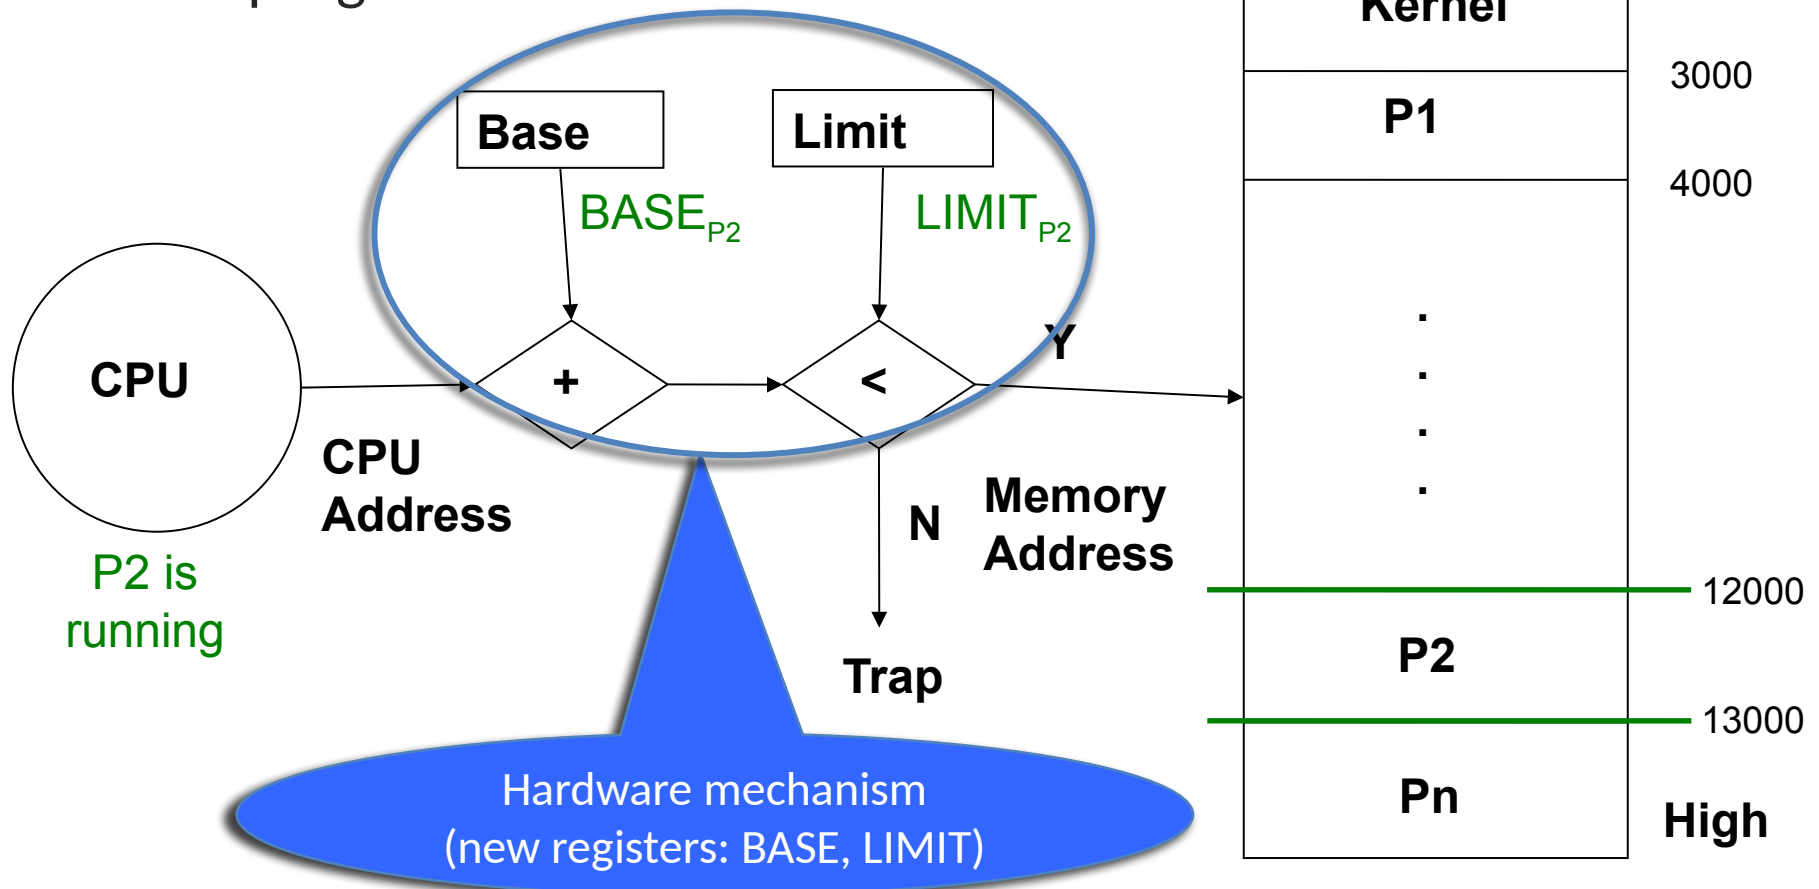 Kernel
3000
Base
Limit
P1
BASEP2
LIMITP2
4000
Y
CPU
+
<
CPU
Address
N
Memory
Address
P2 is
running
12000
P2
Trap
13000
Hardware mechanism
(new registers: BASE, LIMIT)
Pn
High